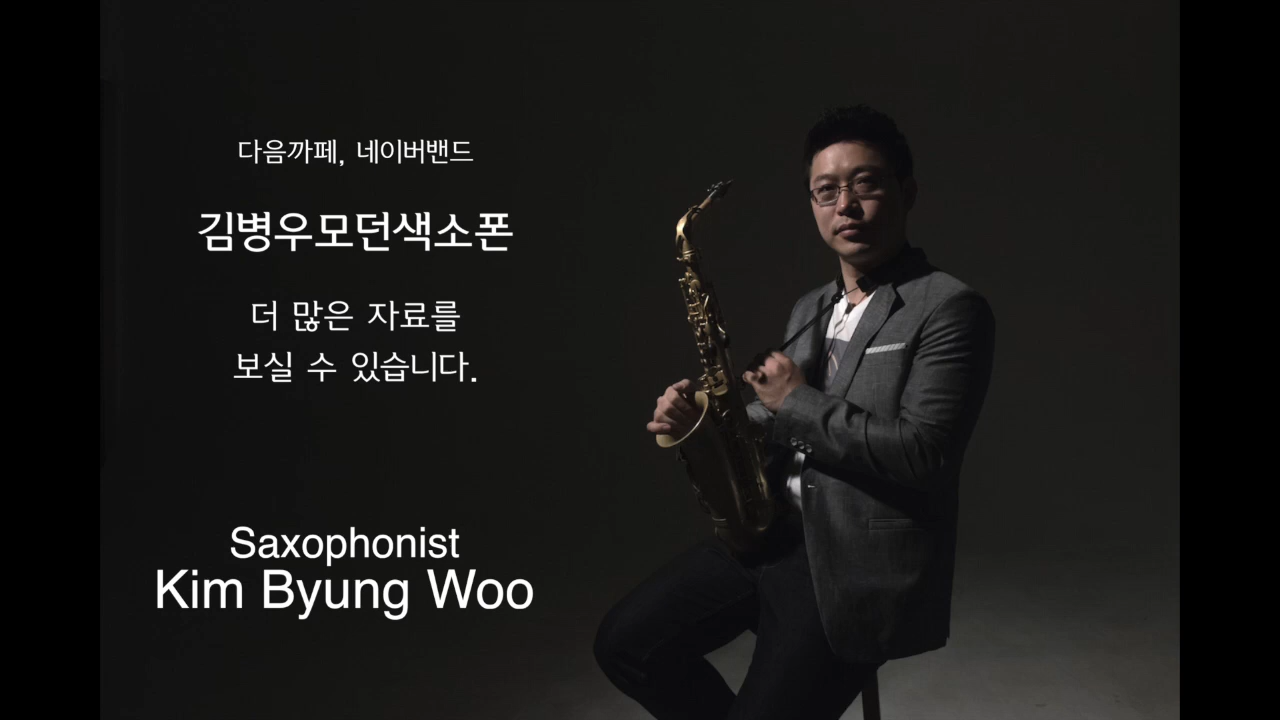 다음까페, 네이버밴드
김병우모던색소폰
더 많은 자료를
보실 수 있습니다.
Saxophonist
Kim Byung Woo